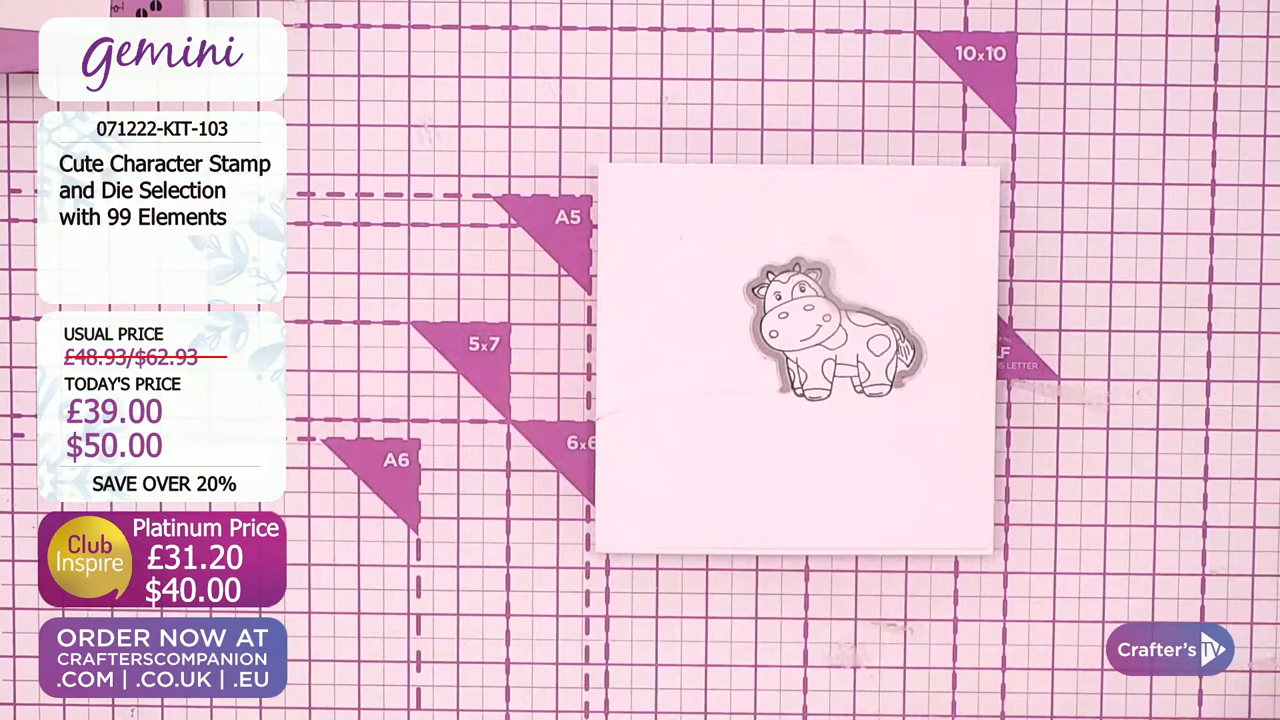 gemini
071222-KIT-103
Cute Character Stamp
and Die Selection
with 99 Elements
USUAL PRICE
£48.93/$62.93
TODAY'S PRICE
£39.00
$50.00
SAVE OVER 20%
Club
Inspire
Platinum Price
£31.20
$40.00
ORDER NOW AT
CRAFTERSCOMPANION
.COM | .CO.UK | .EU
10x10
A5
5x7
6x6
A6
LETTER
Crafter's TV